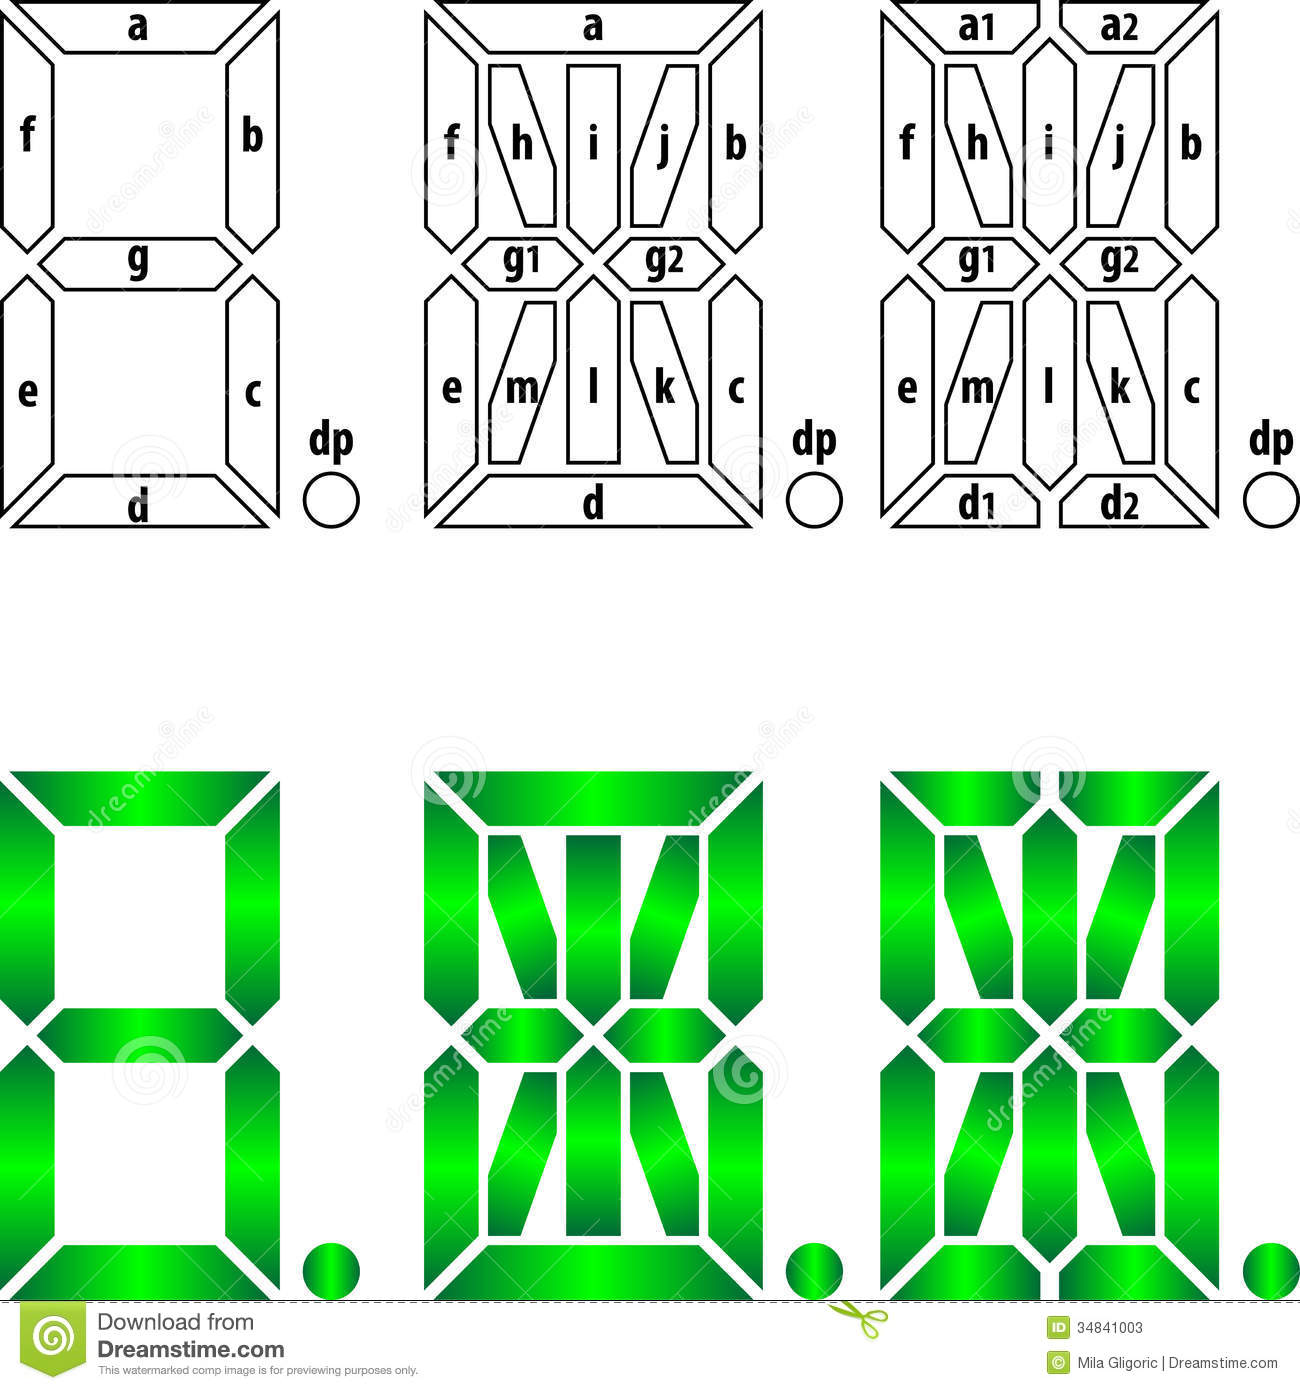 a
f
b
g
e
c
d
dp
a
f
h
i
j
b
g1
g2
e
m
l
k
c
d
dp
a1
a2
f
h
i
j
b
g1
g2
e
m
l
k
c
d1
d2
dp
dreamstime
Download from
Dreamstime.com
This watermarked comp image is for previewing purposes only.
ID 34841003
© Mila Gligoric | Dreamstime.com